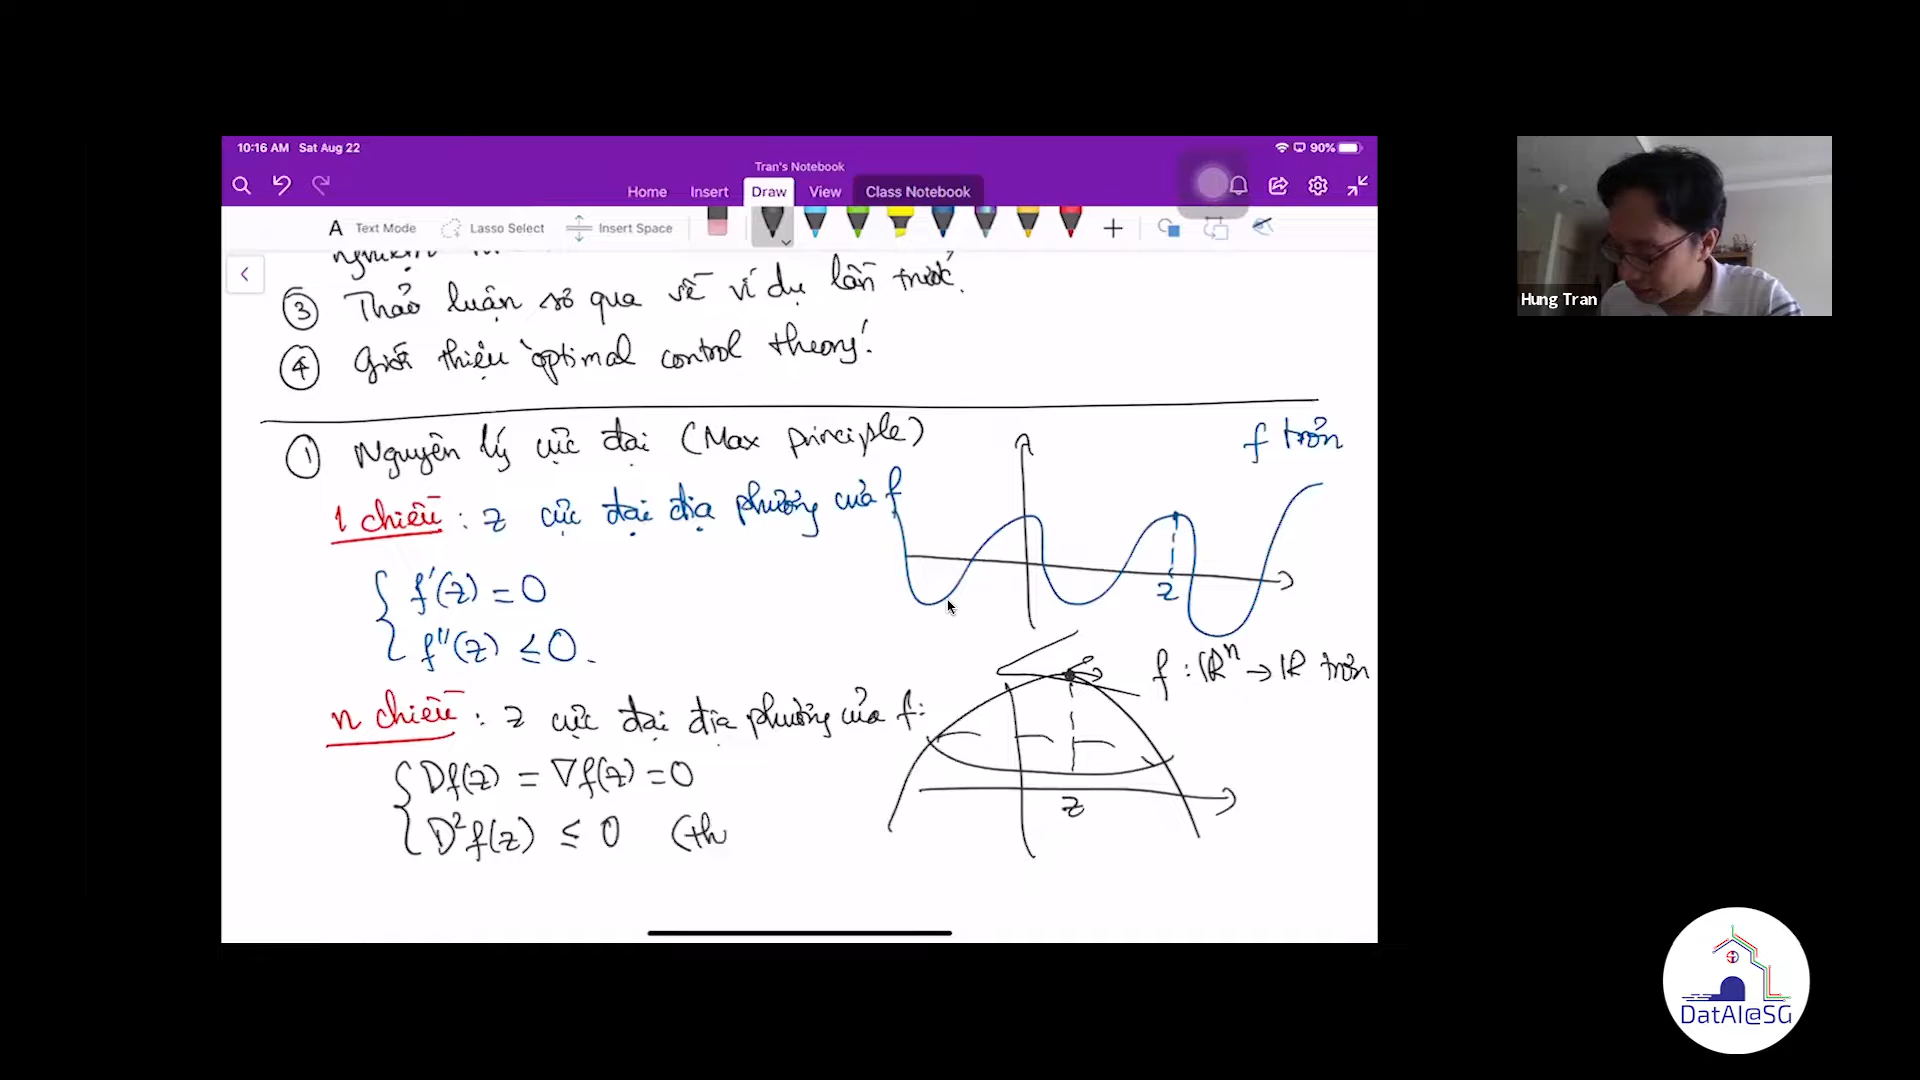 10:16 AM Sat Aug 22
90%
Tran's Notebook
Home Insert Draw View Class Notebook
A Text Mode Lasso Select Insert Space
③ Thảo luận sơ qua về ví dụ lần trước.
④ Giới thiệu "optimal control theory".
① Nguyên lý cực đại (Max principle)
f trơn
1 chiều : z cực đại địa phương của f
z
{ f'(z) = 0
f''(z) ≤ 0.
f : ℝⁿ → ℝ trơn
n chiều : z cực đại địa phương của f :
{ Df(z) = ∇f(z) = 0
D²f(z) ≤ 0 (th
z
Hung Tran
DatAI@SG